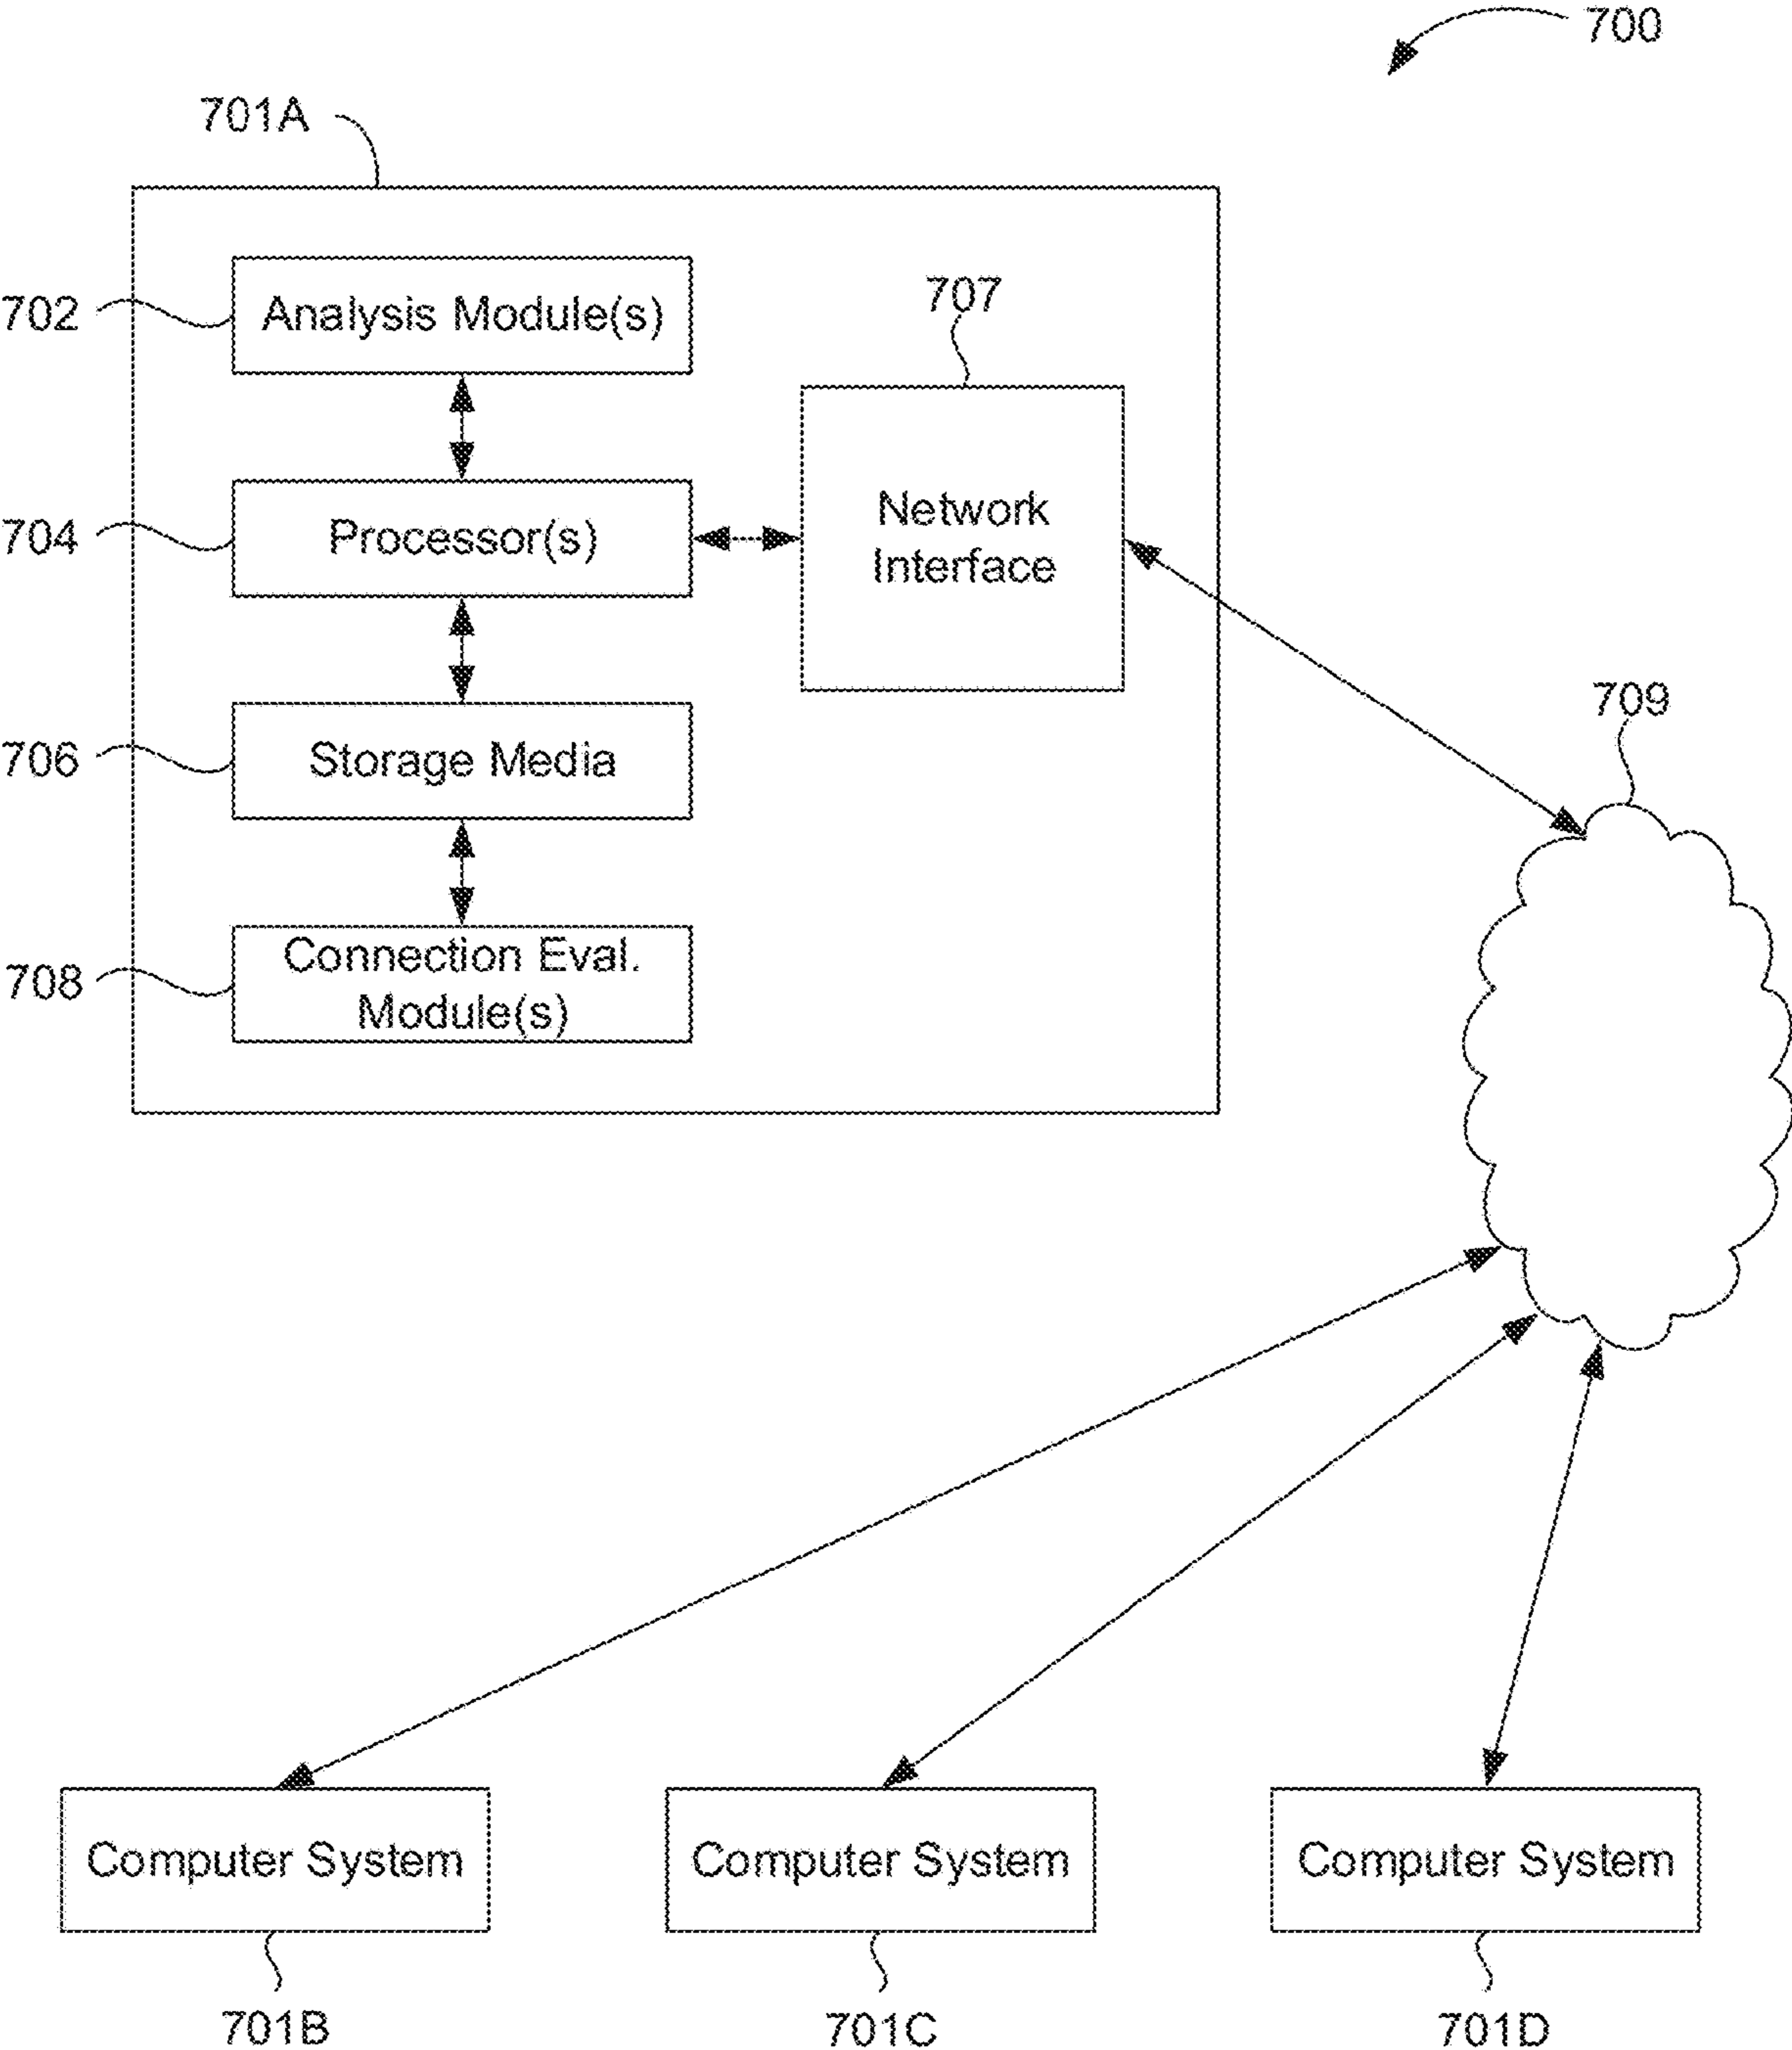 700
701A
702
Analysis Module(s)
707
704
Processor(s)
Network
Interface
709
706
Storage Media
708
Connection Eval.
Module(s)
Computer System
Computer System
Computer System
701B
701C
701D